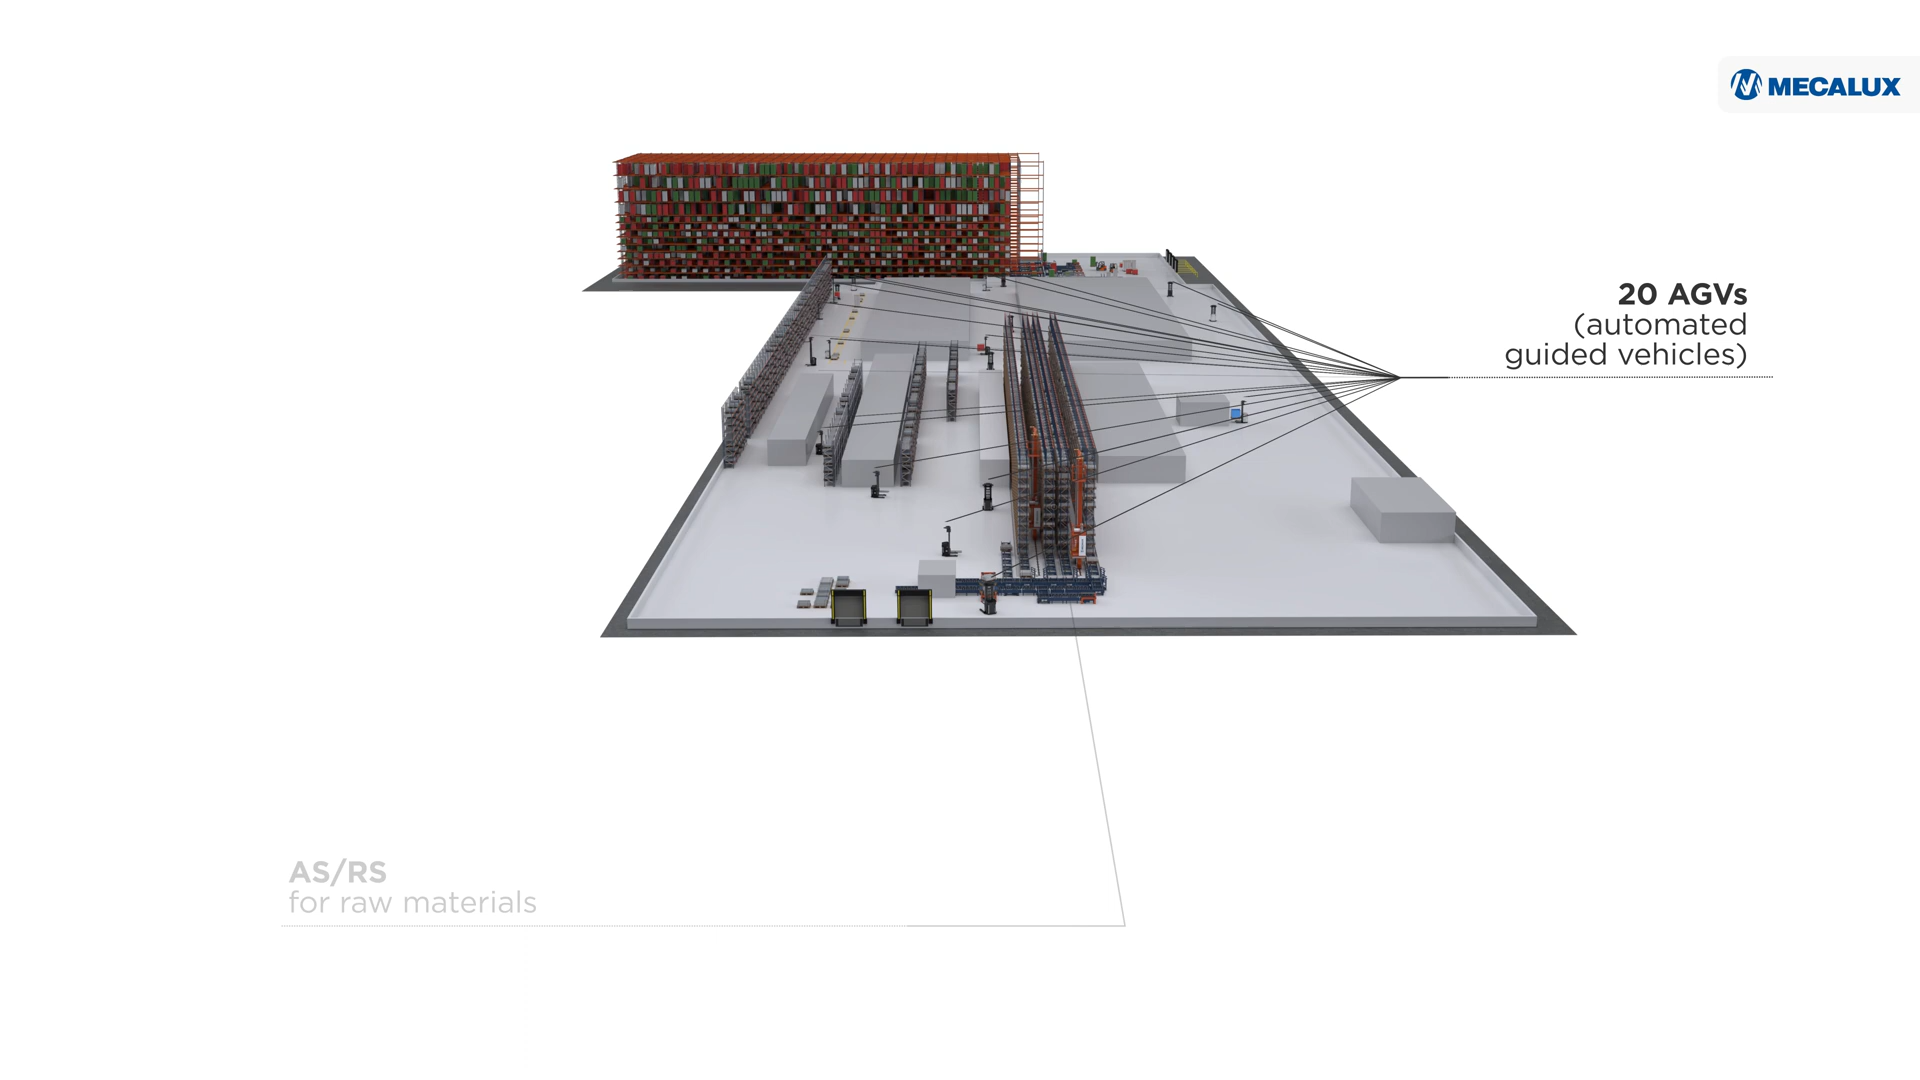 MECALUX
20 AGVs
(automated
guided vehicles)
AS/RS
for raw materials